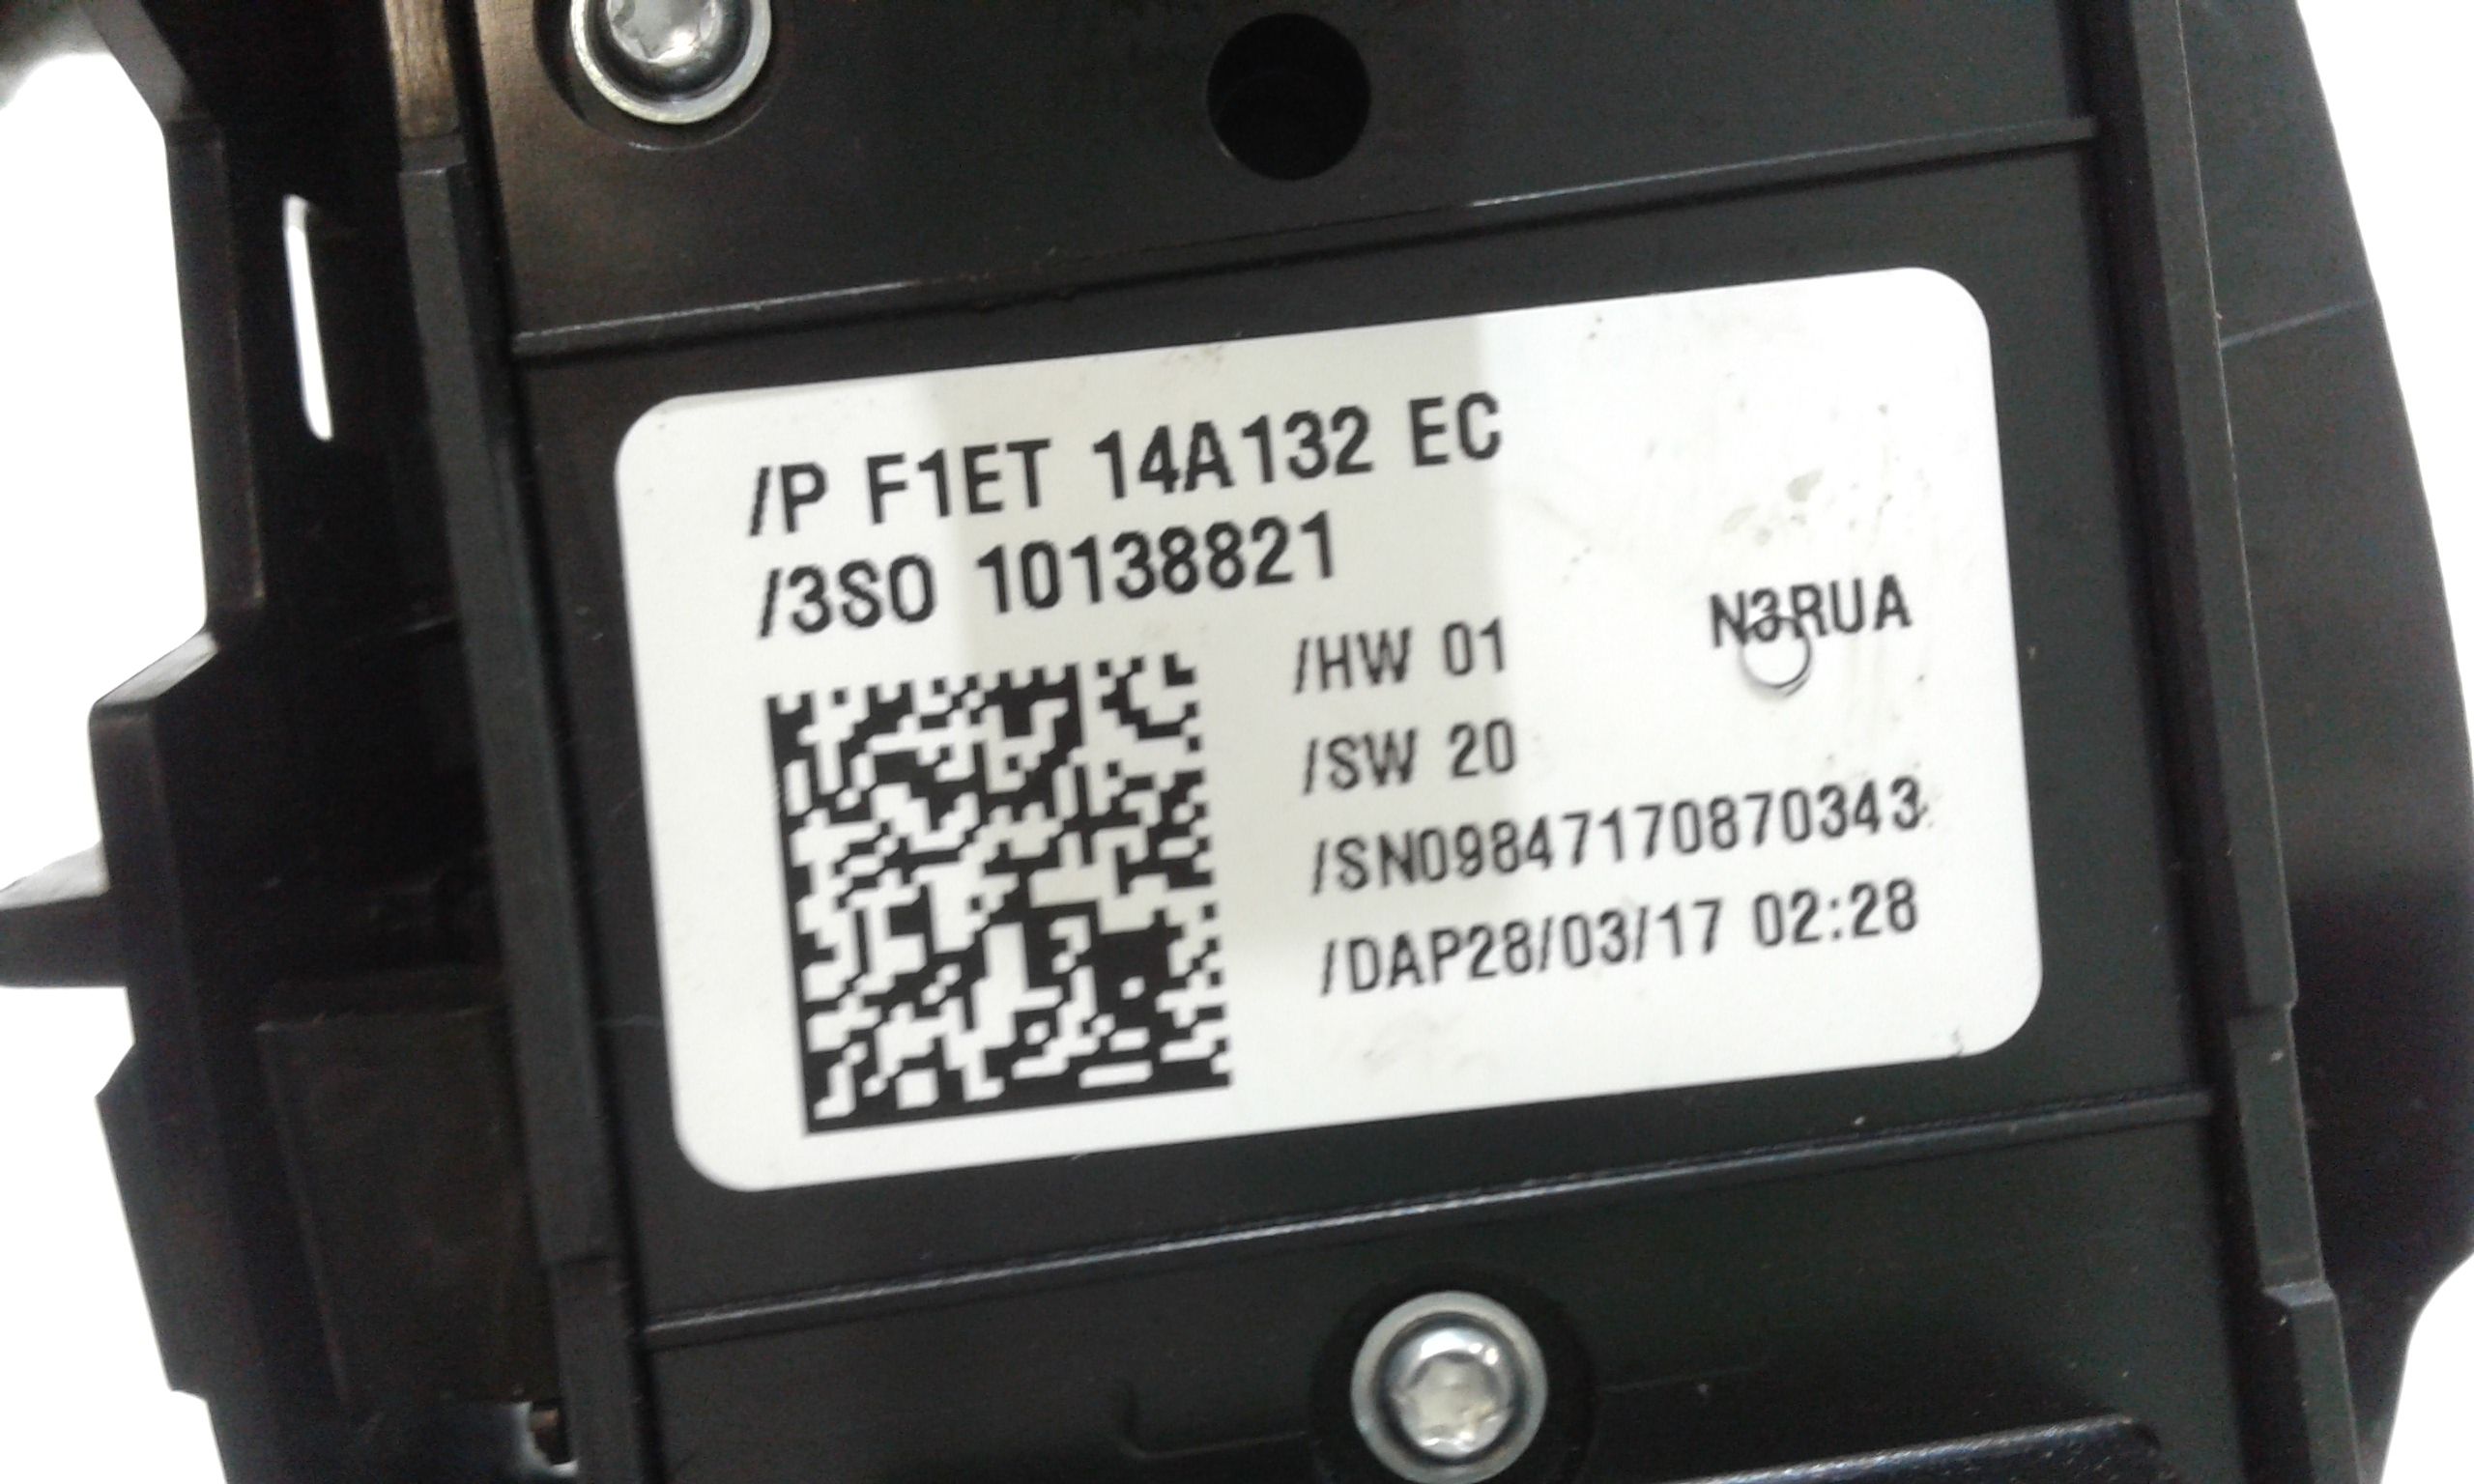 /P F1ET 14A132 EC
/3S0 10138821
/HW 01
N3RUA
/SW 20
/SN09847170870343
/DAP28/03/17 02:28